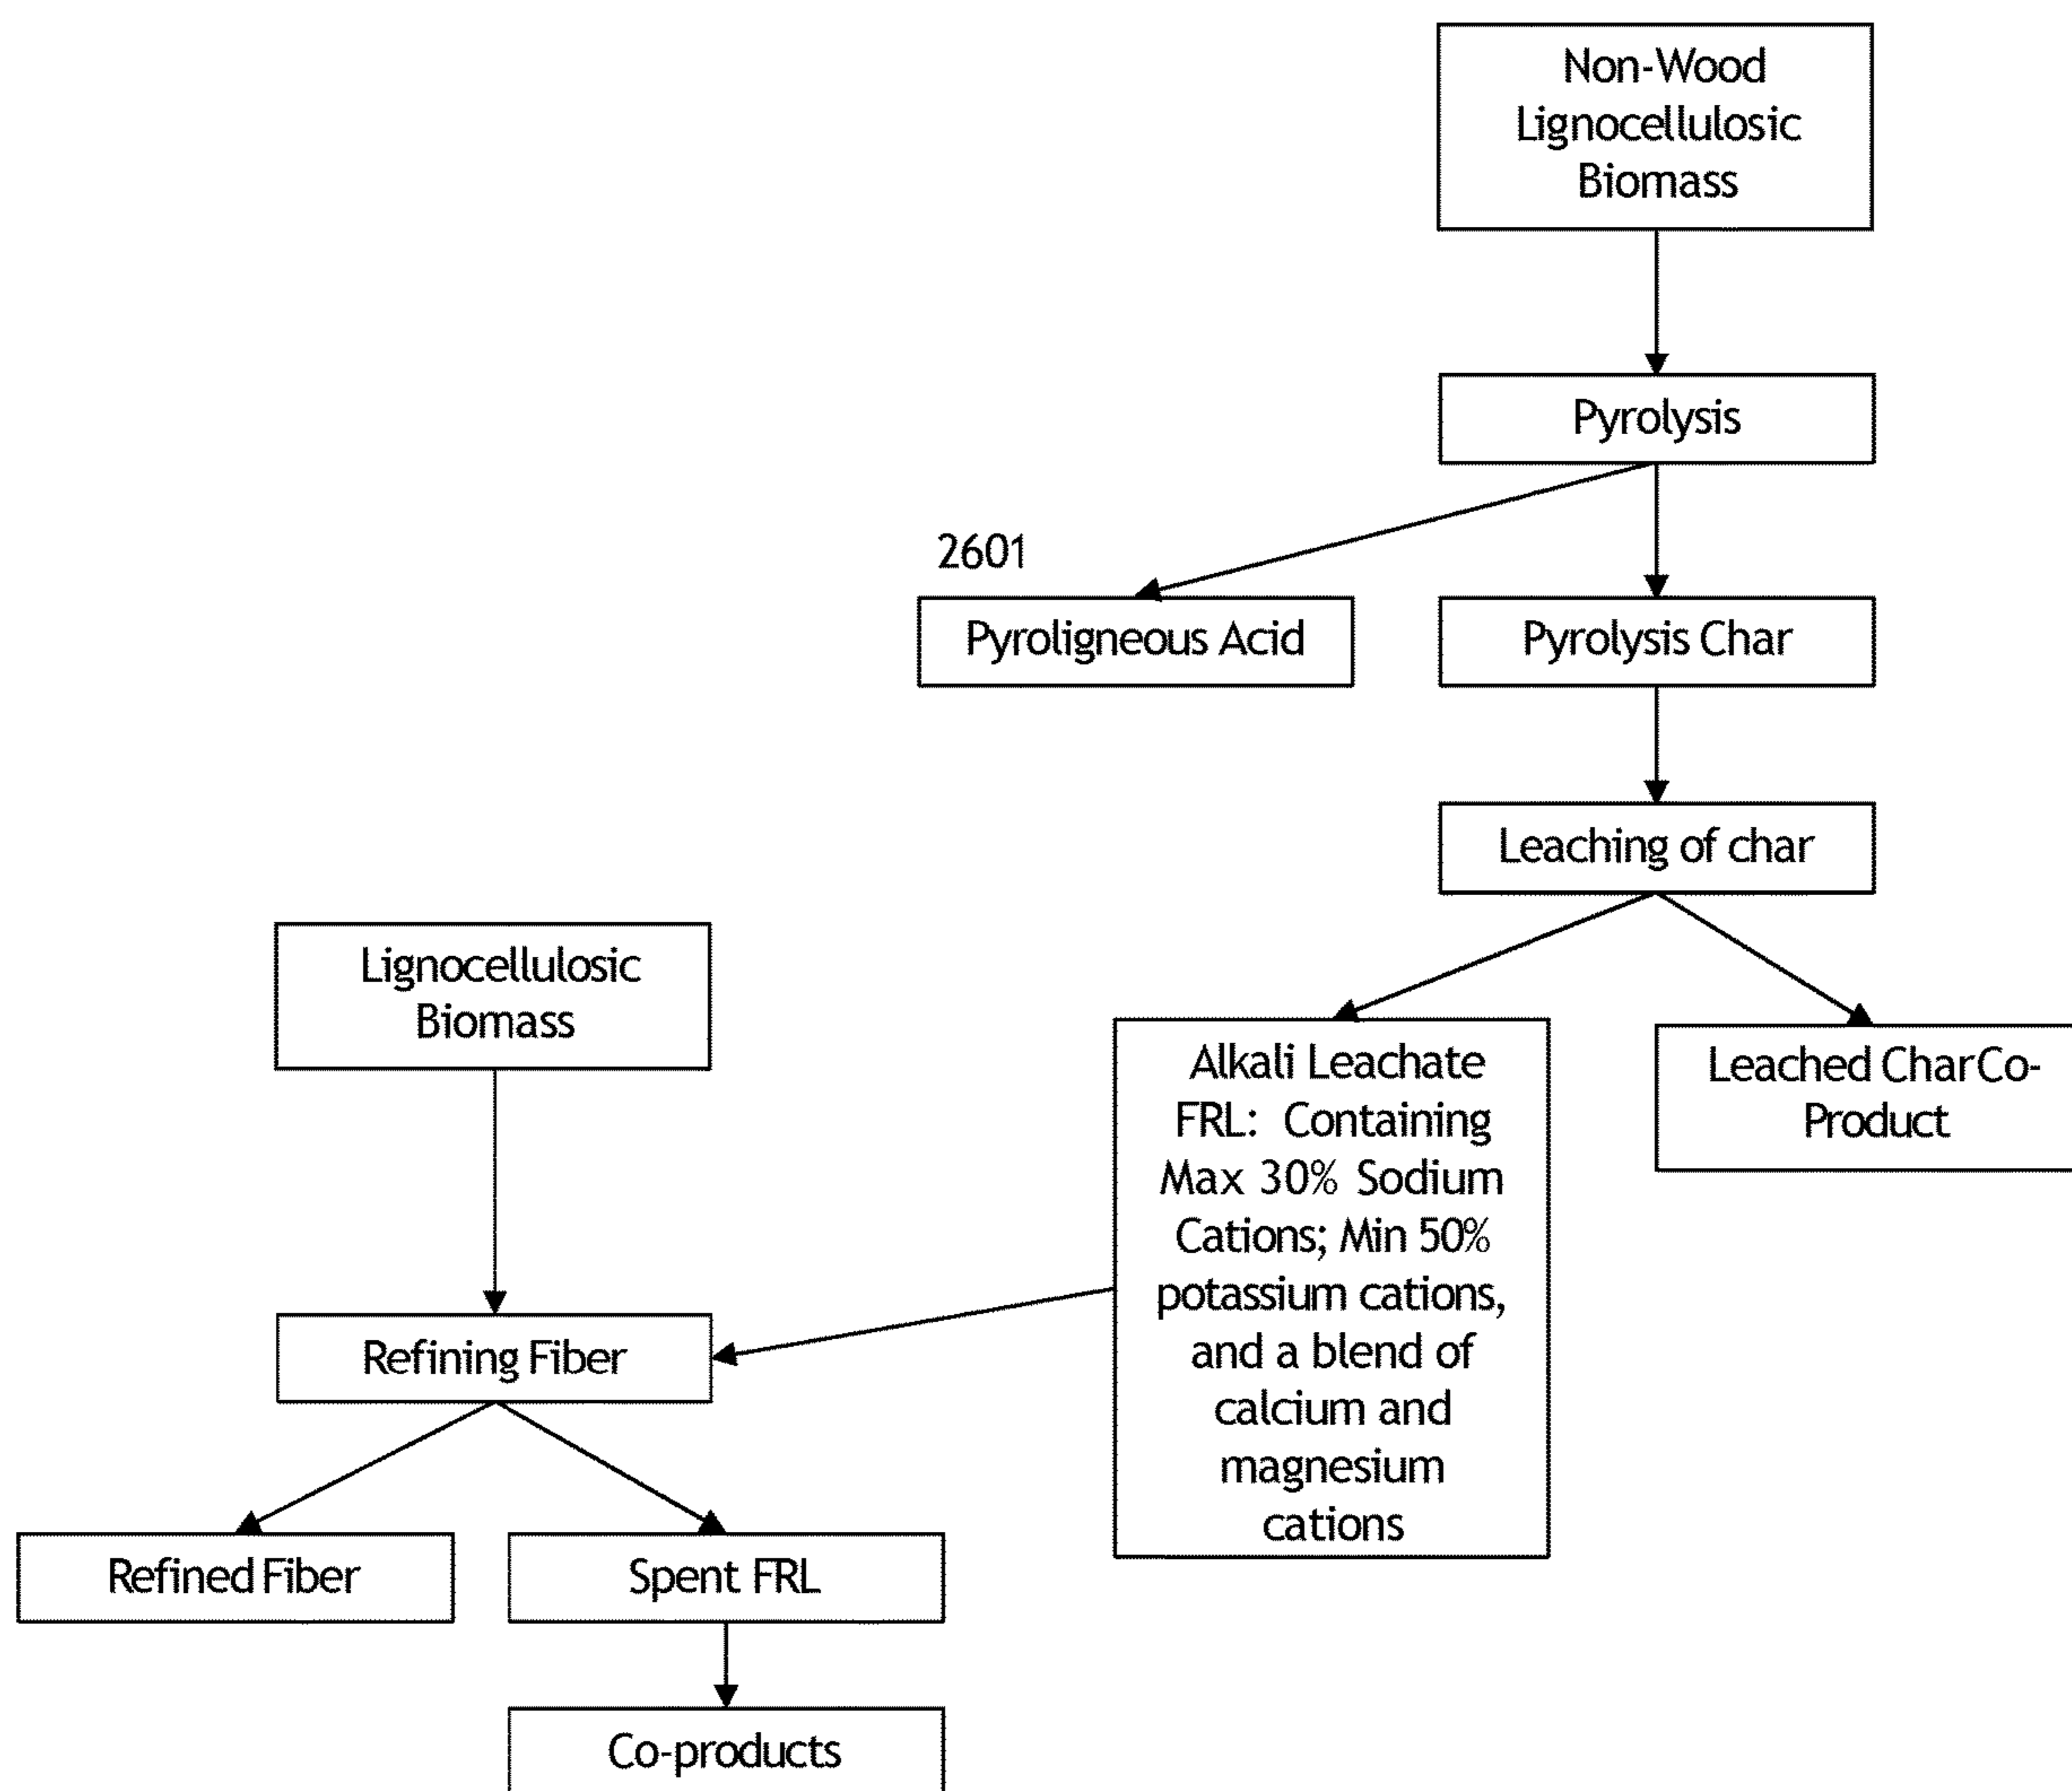 Non-Wood
Lignocellulosic
Biomass
Pyrolysis
2601
Pyroligneous Acid
Pyrolysis Char
Leaching of char
Lignocellulosic
Biomass
Alkali Leachate
FRL: Containing
Max 30% Sodium
Cations; Min 50%
potassium cations,
and a blend of
calcium and
magnesium
cations
Leached CharCo-
Product
Refining Fiber
Refined Fiber
Spent FRL
Co-products